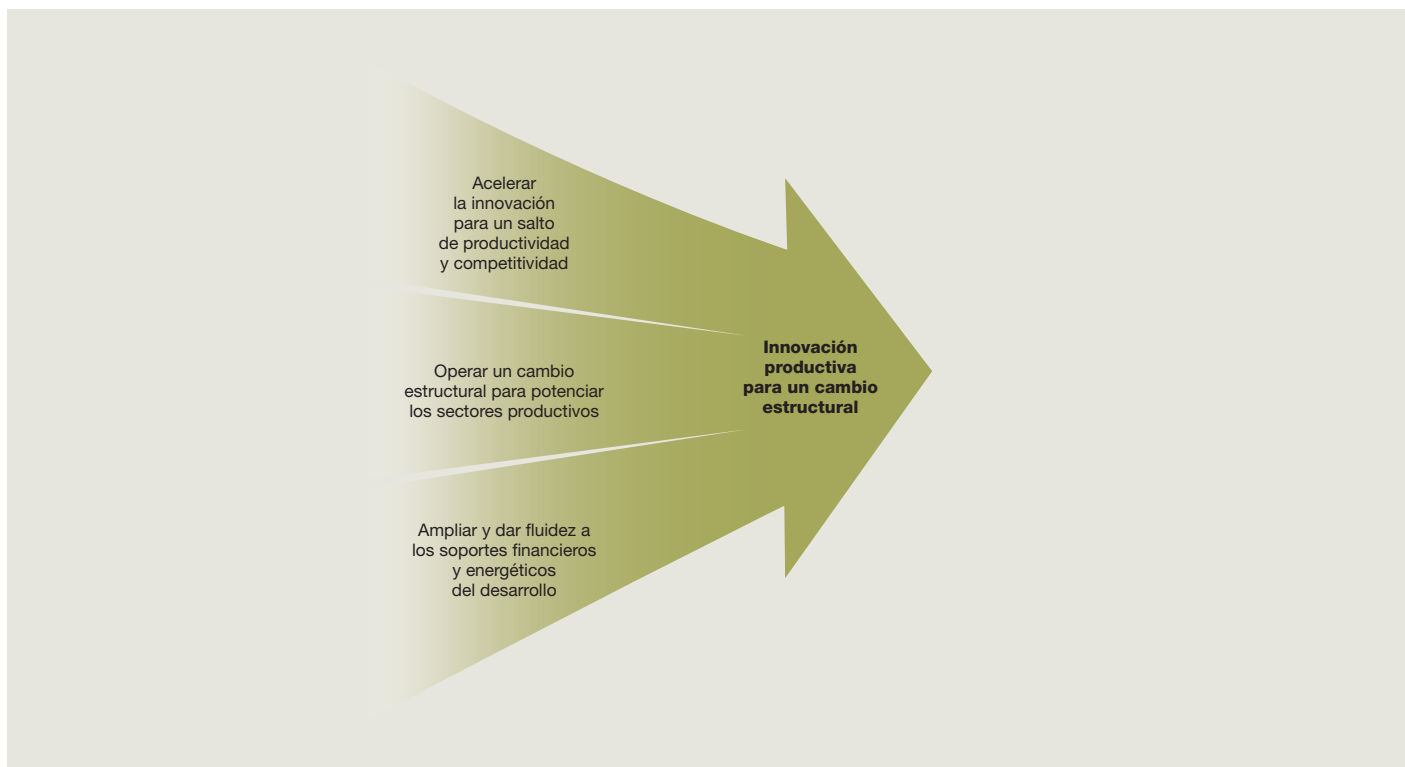 Acelerar
la innovación
para un salto
de productividad
y competitividad
Operar un cambio
estructural para potenciar
los sectores productivos
Ampliar y dar fluidez a
los soportes financieros
y energéticos
del desarrollo
Innovación
productiva
para un cambio
estructural